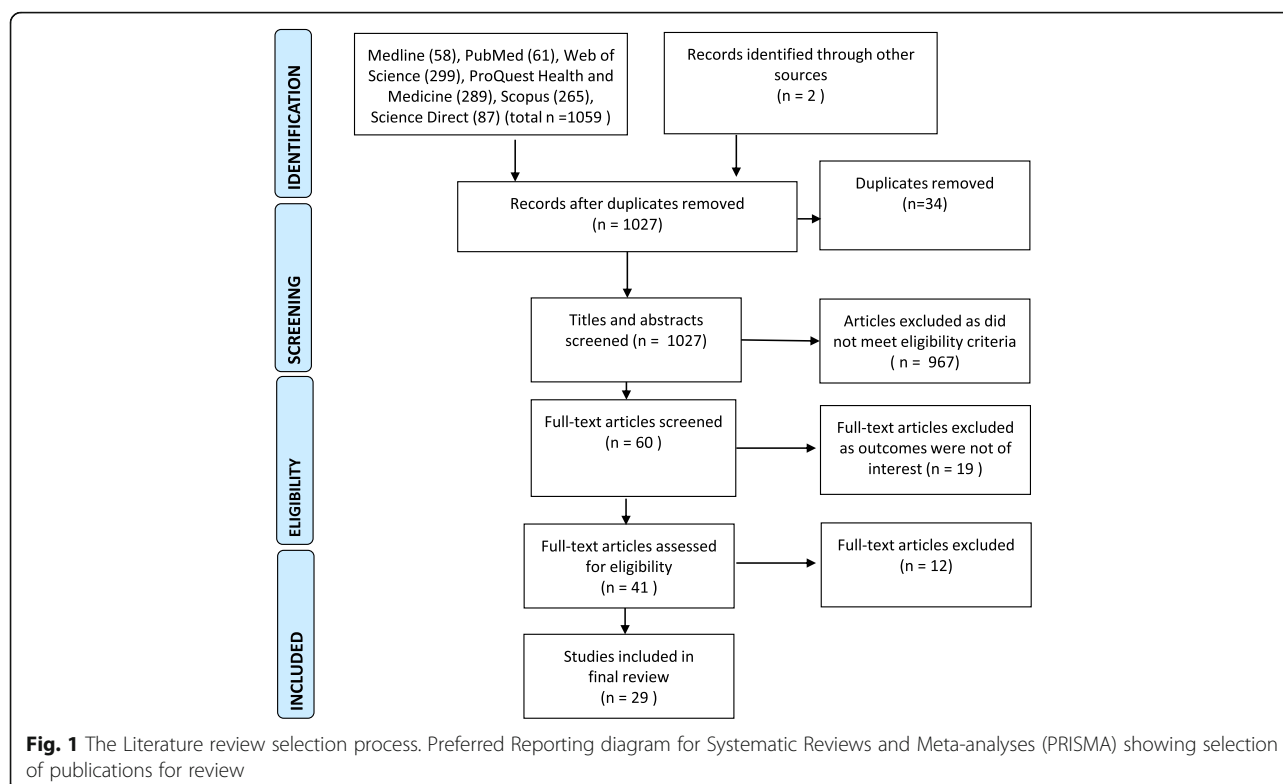 IDENTIFICATION
Medline (58), PubMed (61), Web of
Science (299), ProQuest Health and
Medicine (289), Scopus (265),
Science Direct (87) (total n =1059 )
Records identified through other
sources
(n = 2 )
Records after duplicates removed
(n = 1027)
Duplicates removed
(n=34)
SCREENING
Titles and abstracts
screened (n = 1027)
Articles excluded as did
not meet eligibility criteria
( n = 967)
ELIGIBILITY
Full-text articles screened
(n = 60 )
Full-text articles excluded
as outcomes were not of
interest (n = 19 )
Full-text articles assessed
for eligibility
(n = 41 )
Full-text articles excluded
(n = 12)
INCLUDED
Studies included in
final review
(n = 29 )
Fig. 1 The Literature review selection process. Preferred Reporting diagram for Systematic Reviews and Meta-analyses (PRISMA) showing selection
of publications for review